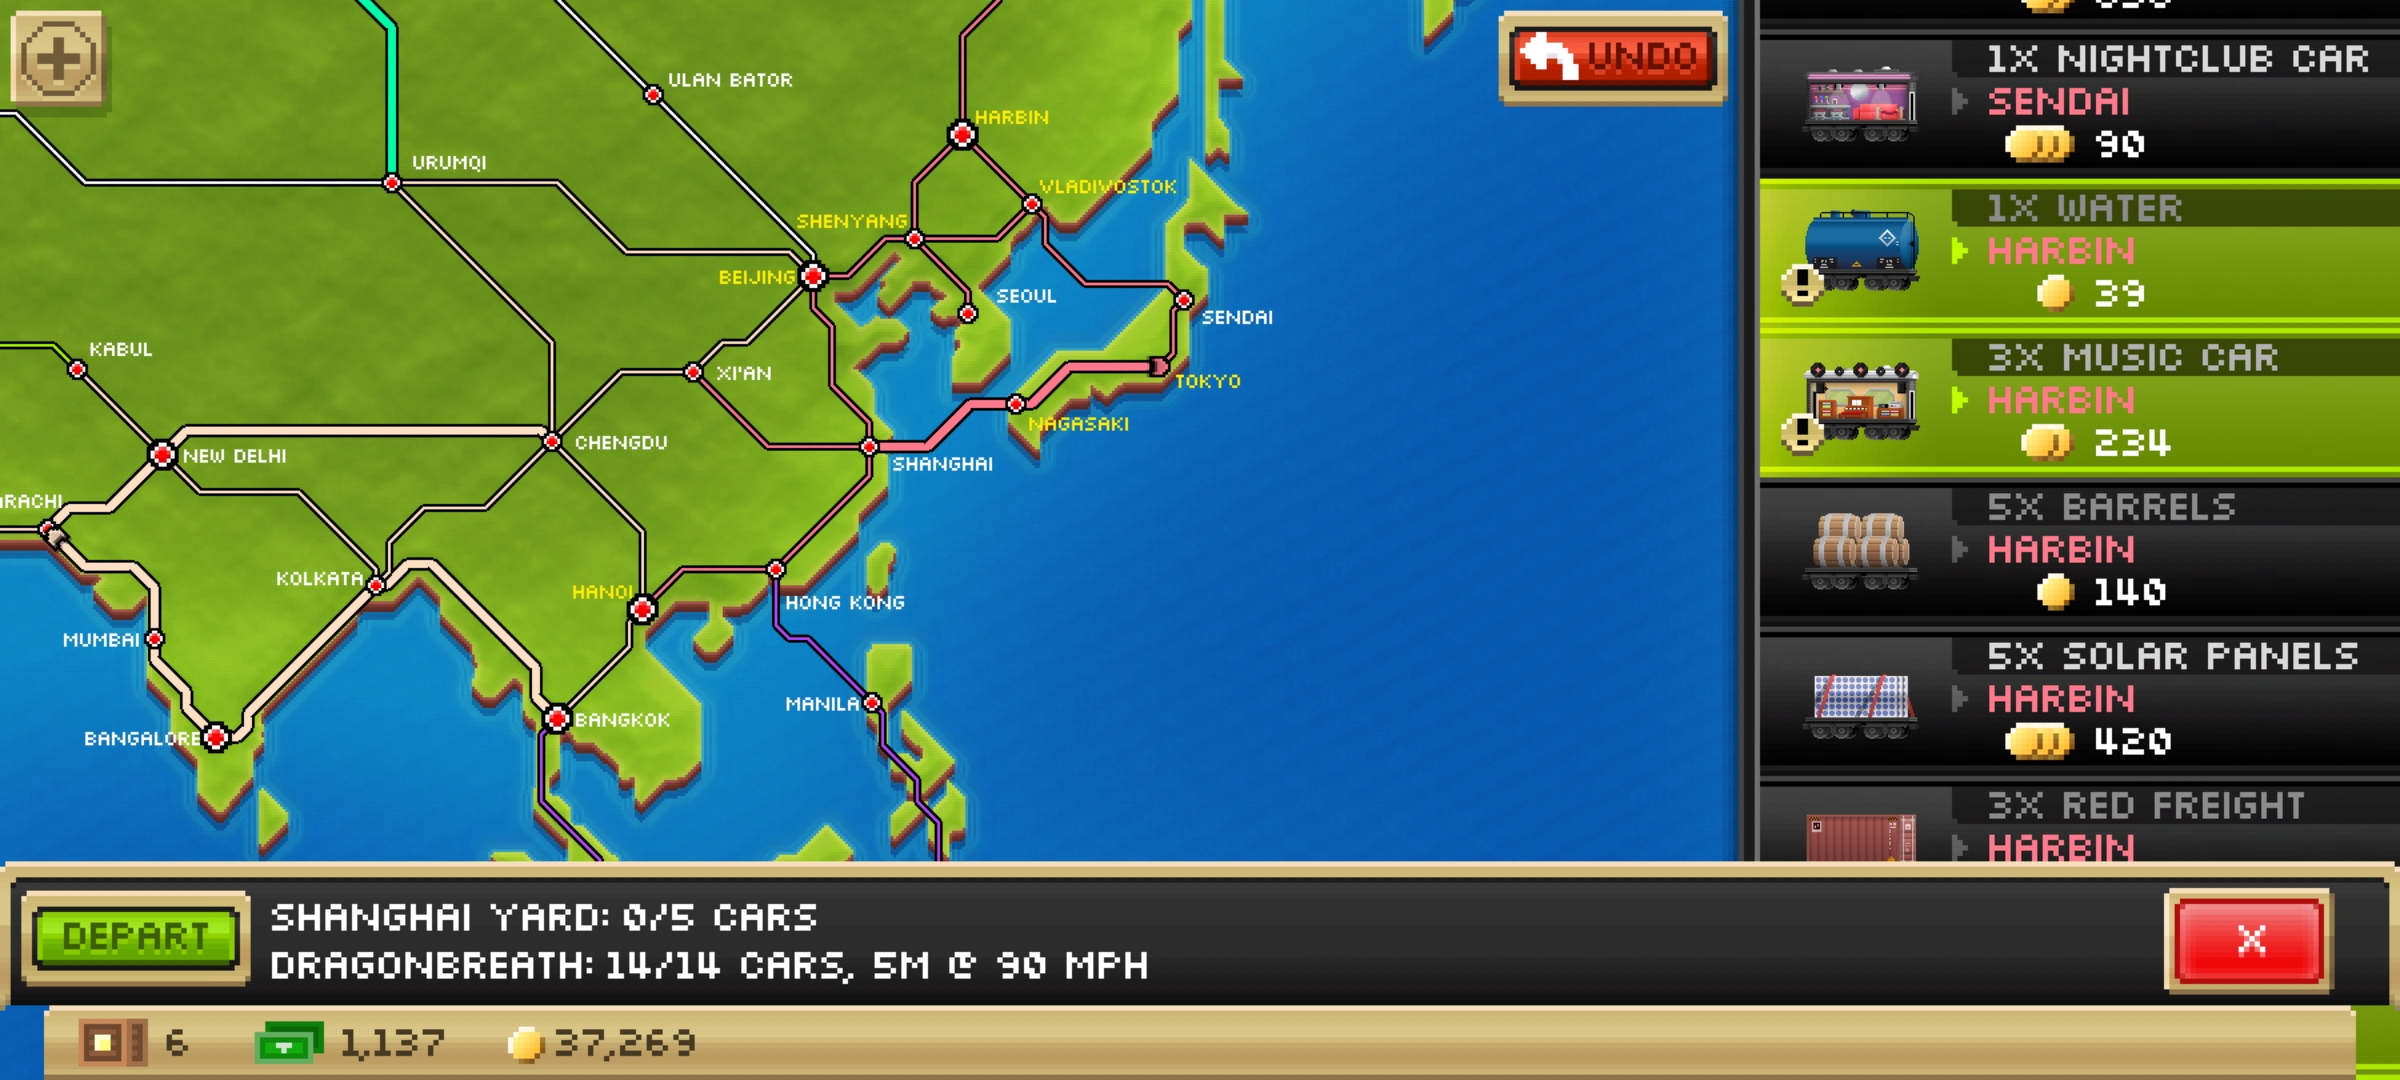 UNDO
ULAN BATOR
HARBIN
URUMQI
VLADIVOSTOK
SHENYANG
BEIJING
SEOUL
SENDAI
KABUL
XI'AN
TOKYO
NAGASAKI
CHENGDU
NEW DELHI
SHANGHAI
RACHI
KOLKATA
HANOI
HONG KONG
MUMBAI
MANILA
BANGKOK
BANGALORE
1X NIGHTCLUB CAR
SENDAI
90
1X WATER
HARBIN
39
3X MUSIC CAR
HARBIN
234
5X BARRELS
HARBIN
140
5X SOLAR PANELS
HARBIN
420
3X RED FREIGHT
HARBIN
DEPART
SHANGHAI YARD: 0/5 CARS
DRAGONBREATH: 14/14 CARS, 5M @ 90 MPH
X
6
1,137
37,269